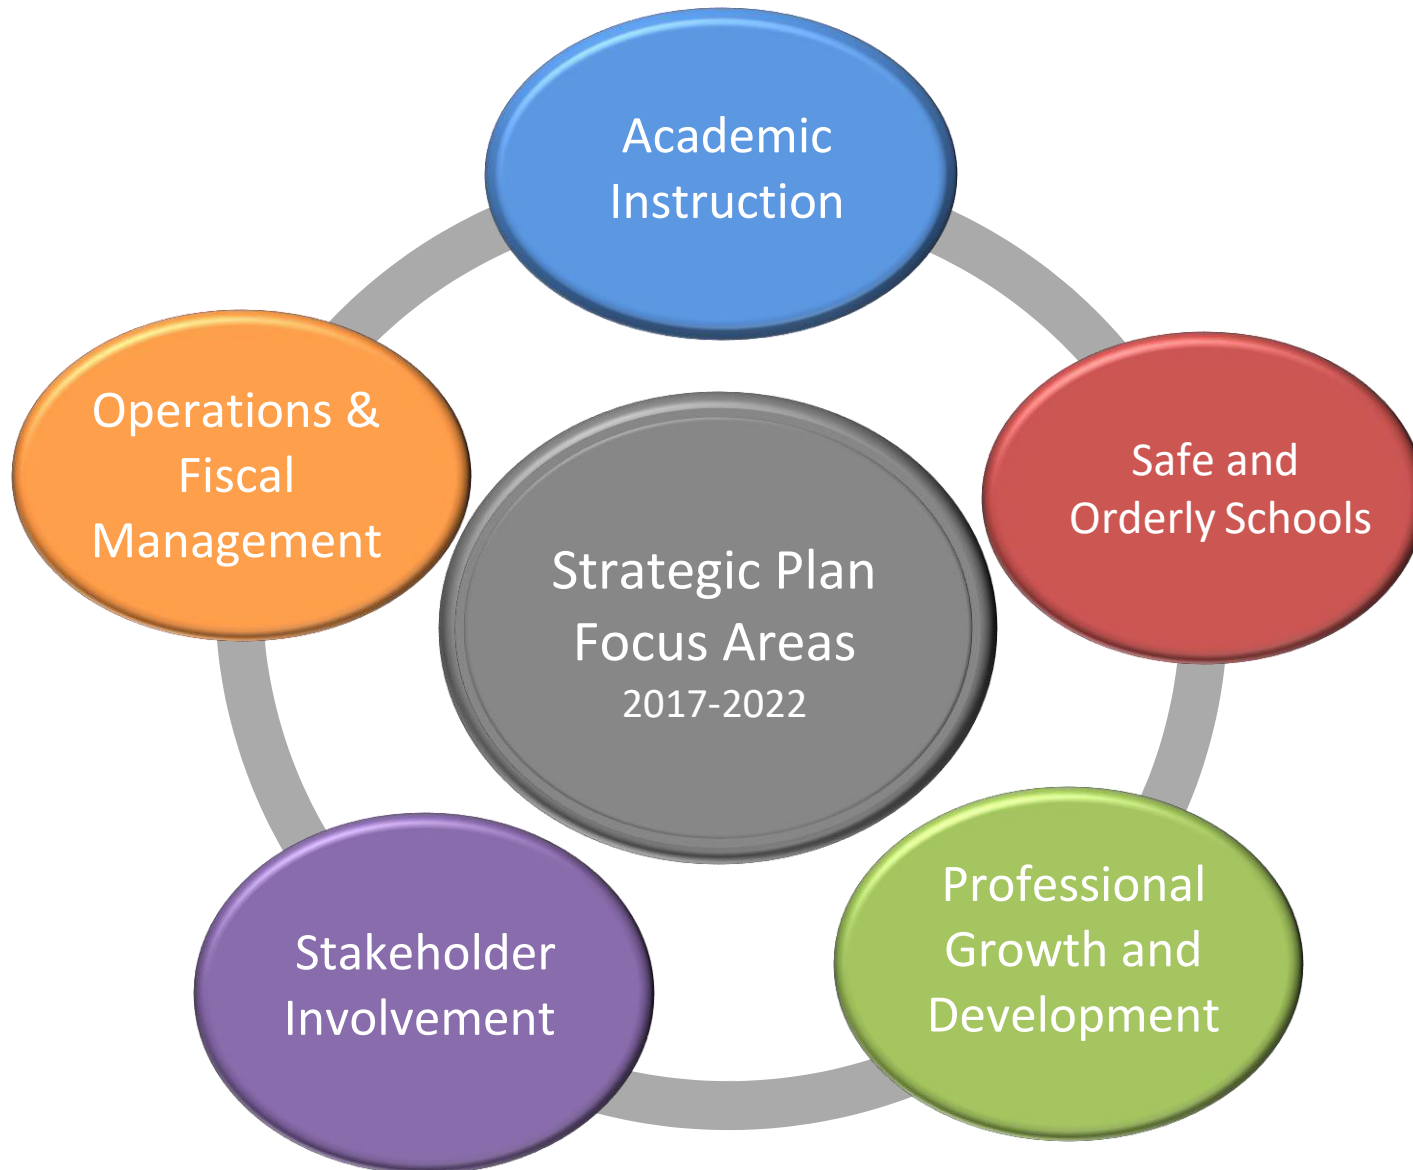 Academic
Instruction
Safe and
Orderly Schools
Professional
Growth and
Development
Stakeholder
Involvement
Operations &
Fiscal
Management
Strategic Plan
Focus Areas
2017-2022